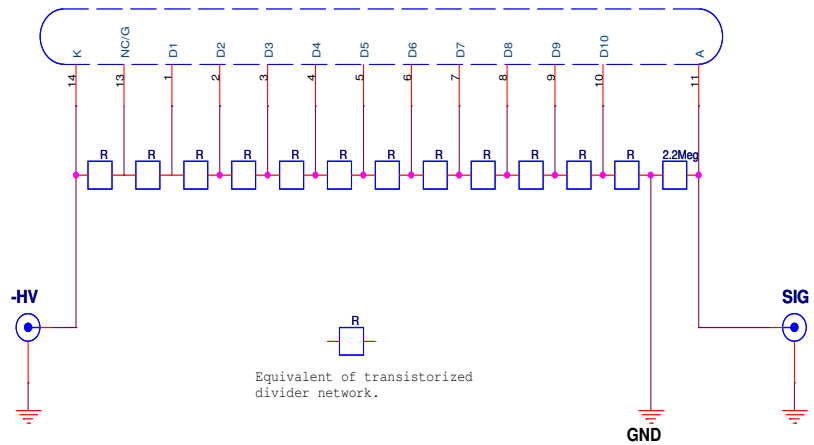 K NC/G D1 D2 D3 D4 D5 D6 D7 D8 D9 D10 A
14 13 1 2 3 4 5 6 7 8 9 10 11
R R R R R R R R R R R R 2.2Meg
-HV
SIG
R
Equivalent of transistorized
divider network.
GND